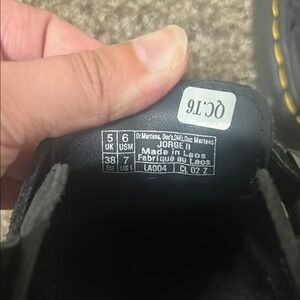 QC.T6
5 UK 6 USM Dr.Martens, Doc's, DMs, Doc Martens
JORGE II
Made in Laos
38 EU 7 Fabriqué au Laos
LA004 CL 02 Z